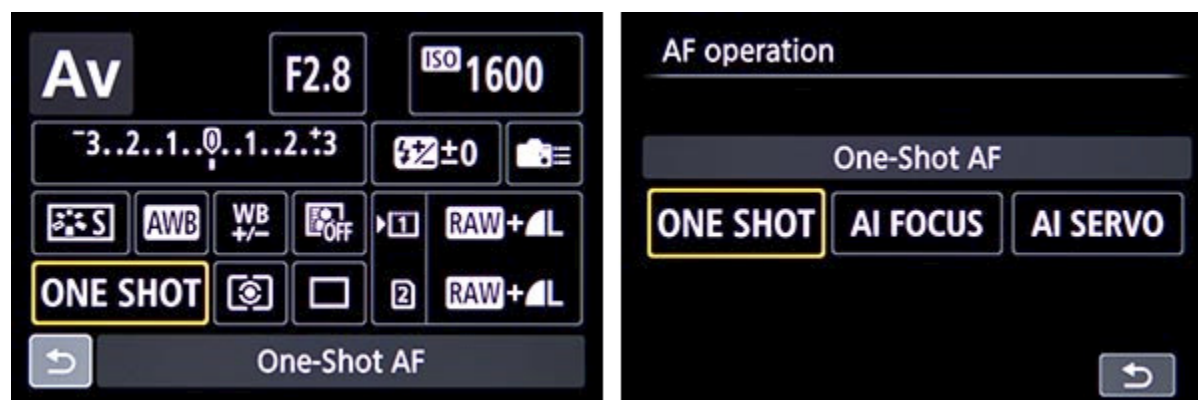 Av F2.8 ISO 1600
-3..2..1..0..1..2..+3 ±0
S AWB WB +/- OFF 1 RAW+L
ONE SHOT 2 RAW+L
One-Shot AF
AF operation
One-Shot AF
ONE SHOT AI FOCUS AI SERVO